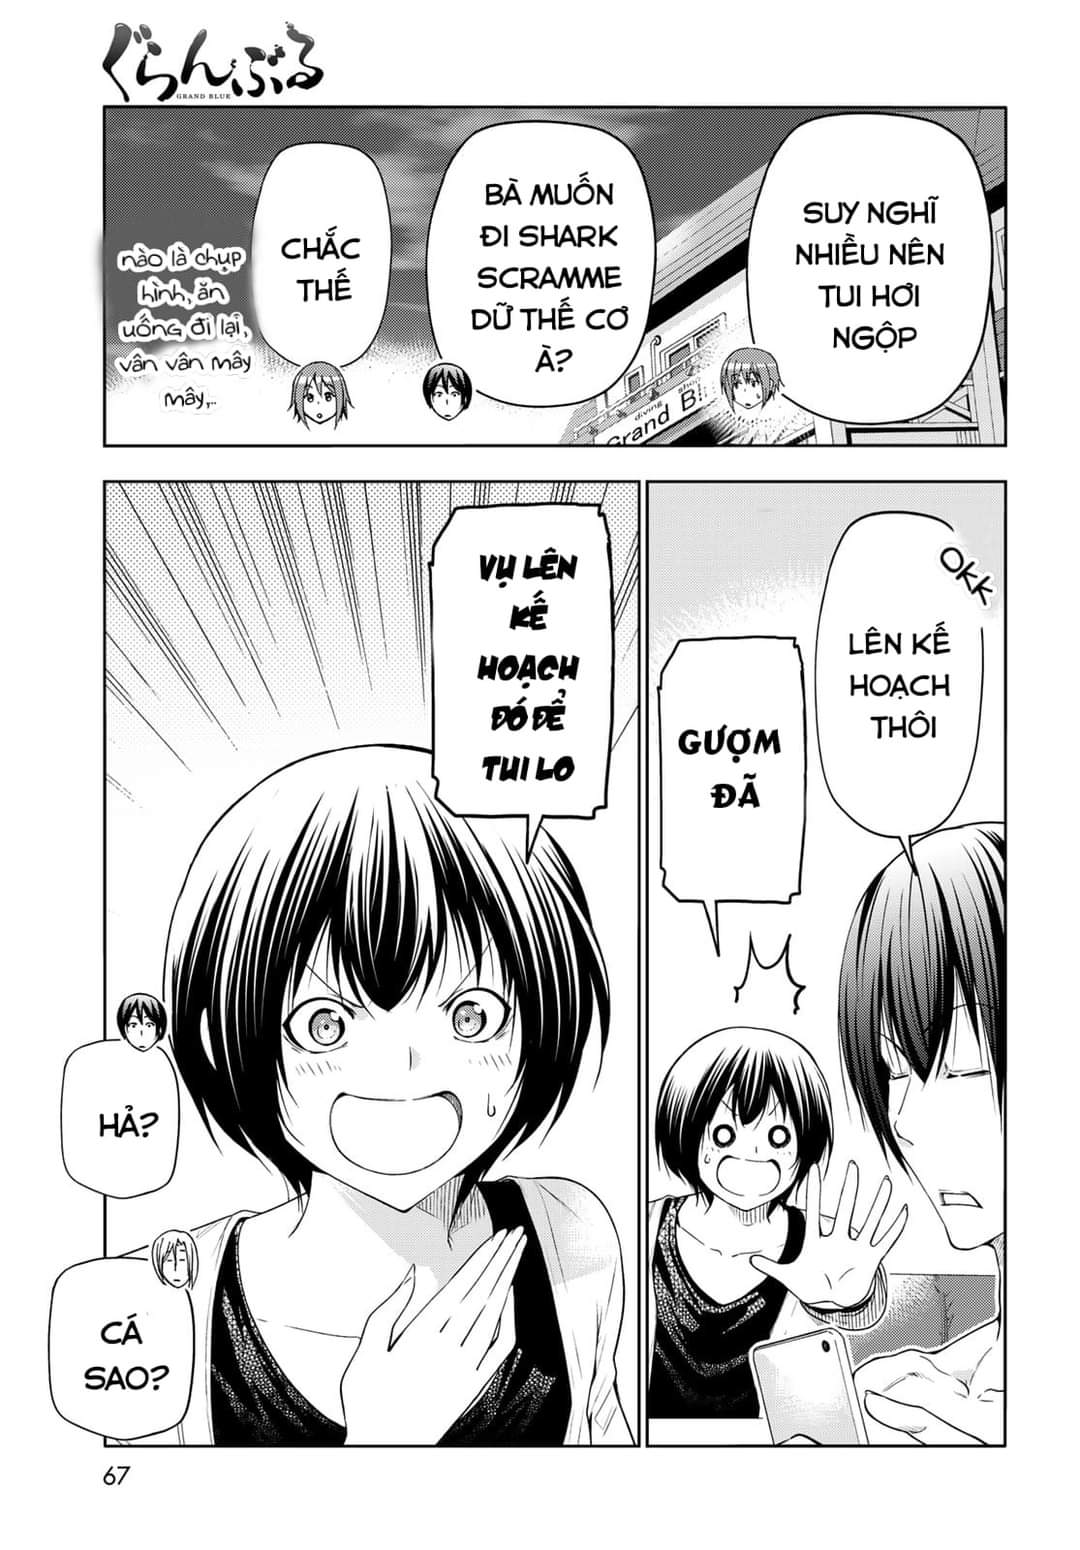 ぐらんぶる
GRAND BLUE
SUY NGHĨ
NHIỀU NÊN
TUI HƠI
NGỘP
BÀ MUỐN
ĐI SHARK
SCRAMME
DỮ THẾ CƠ
À?
CHẮC
THẾ
nào là chụp
hình, ăn
uống đi lại,
vân vân mây
mây,..
diving shop
Grand B
Okk
LÊN KẾ
HOẠCH
THÔI
GƯỢM
ĐÃ
VỤ LÊN
KẾ
HOẠCH
ĐÓ ĐỂ
TUI LO
HẢ?
CÁ
SAO?
67